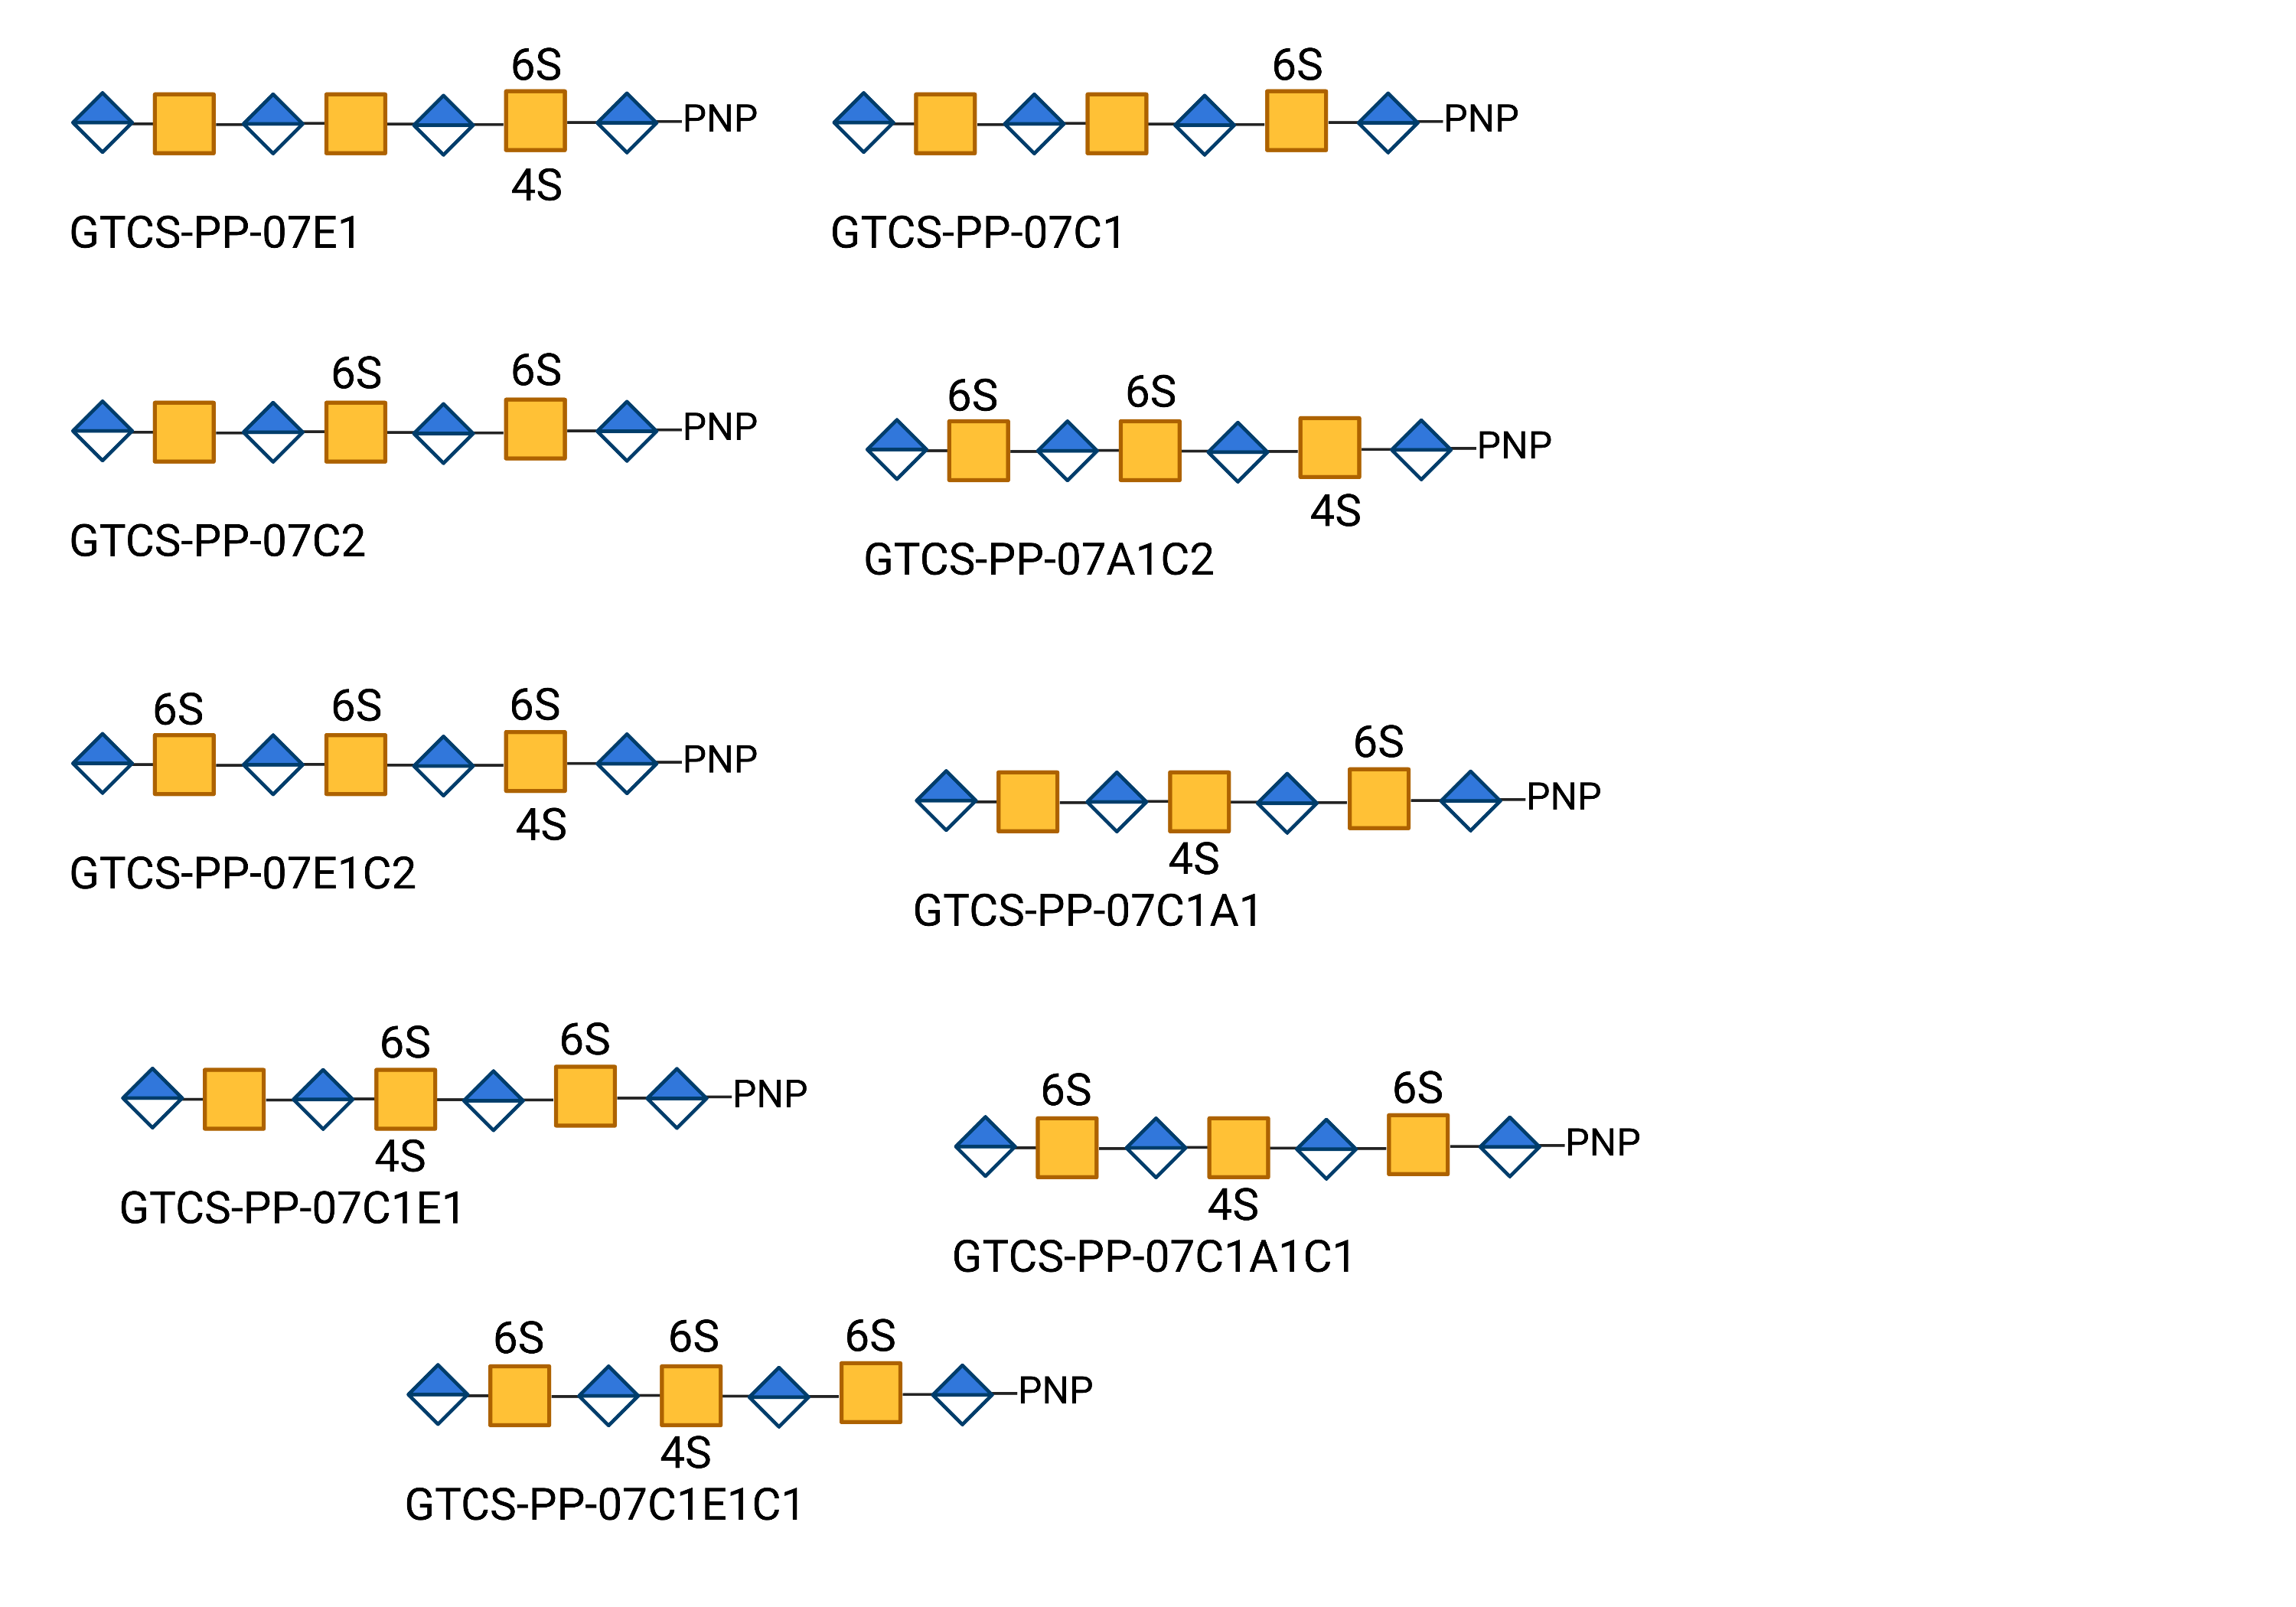 6S
PNP
4S
GTCS-PP-07E1
6S
PNP
GTCS-PP-07C1
6S 6S
PNP
GTCS-PP-07C2
6S 6S
PNP
4S
GTCS-PP-07A1C2
6S 6S 6S
PNP
4S
GTCS-PP-07E1C2
6S
PNP
4S
GTCS-PP-07C1A1
6S 6S
PNP
4S
GTCS-PP-07C1E1
6S 6S
PNP
4S
GTCS-PP-07C1A1C1
6S 6S 6S
PNP
4S
GTCS-PP-07C1E1C1